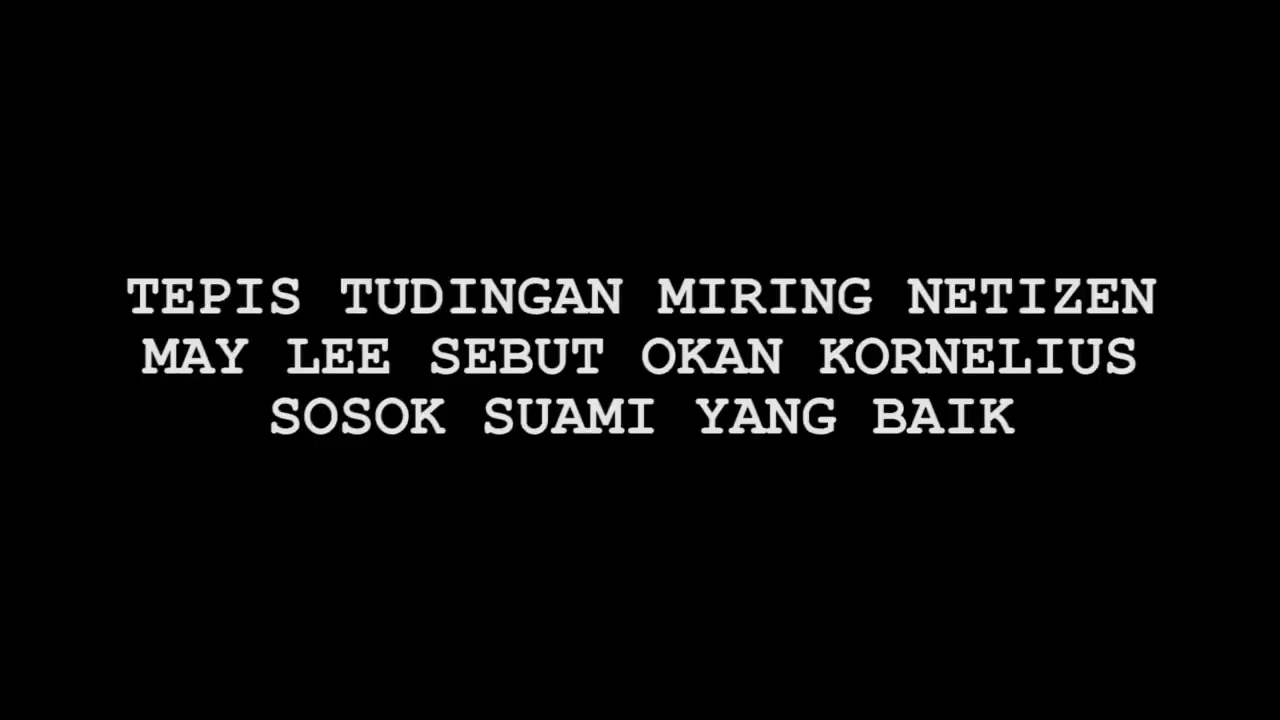 TEPIS TUDINGAN MIRING NETIZEN
MAY LEE SEBUT OKAN KORNELIUS
SOSOK SUAMI YANG BAIK